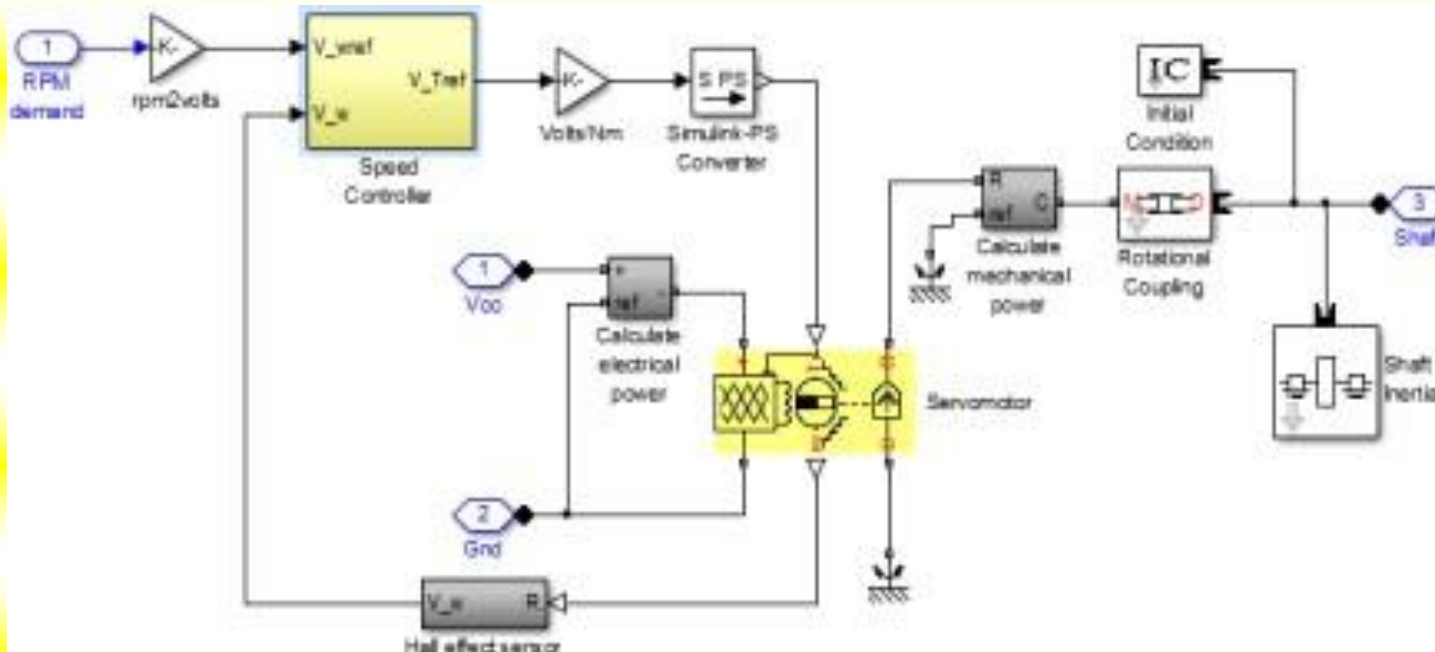 1
RPM
demand
K-
rpm2volts
V_wref
V_w
V_Tref
Speed
Controller
K-
Volts/Nm
S PS
Simulink-PS
Converter
IC
Initial
Condition
R
ref
C
Calculate
mechanical
power
Rotational
Coupling
3
Shaf
Shaft
Inertia
1
Vcc
+
ref
-
Calculate
electrical
power
Servomotor
2
Gnd
V_w
R
Hall effect sensor